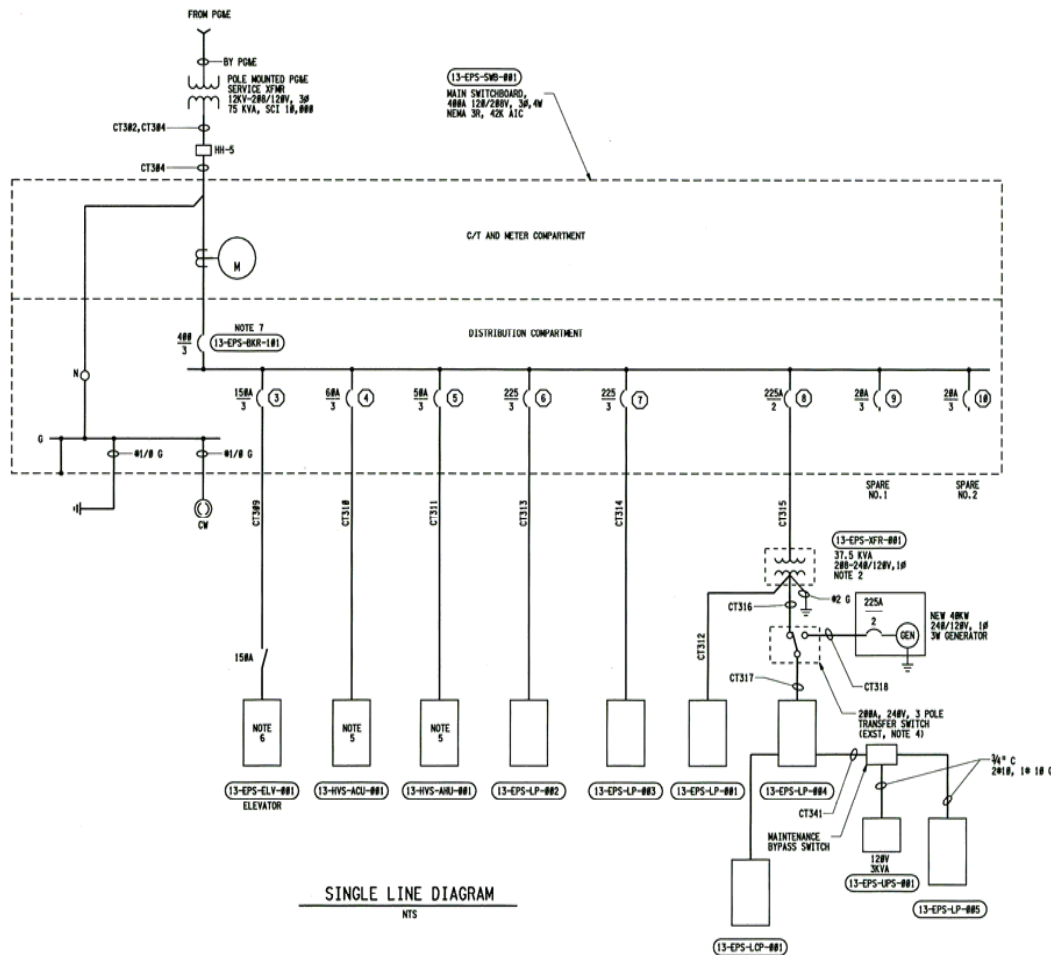 FROM PG&E
BY PG&E
POLE MOUNTED PG&E
SERVICE XFMR
12KV-208/120V, 3Ø
75 KVA, SCI 10,000
CT302,CT304
HH-5
CT304
13-EPS-SWB-001
MAIN SWITCHBOARD,
400A 120/208V, 3Ø,4W
NEMA 3R, 42K AIC
C/T AND METER COMPARTMENT
M
DISTRIBUTION COMPARTMENT
NOTE 7
400
3
13-EPS-BKR-101
N
150A
3
3
60A
3
4
50A
3
5
225
3
6
225
3
7
225A
2
8
20A
3
9
20A
3
10
G
#1/0 G
#1/0 G
CW
SPARE
NO.1
SPARE
NO.2
CT309
CT310
CT311
CT313
CT314
CT315
13-EPS-XFR-001
37.5 KVA
208-240/120V,1Ø
NOTE 2
#2 G
CT316
CT312
225A
2
GEN
NEW 40KW
240/120V, 1Ø
3W GENERATOR
CT317
CT318
150A
200A, 240V, 3 POLE
TRANSFER SWITCH
(EXST, NOTE 4)
NOTE
6
NOTE
5
NOTE
5
3/4" C
2#10, 1# 10 G
13-EPS-ELV-001
ELEVATOR
13-HVS-ACU-001
13-HVS-AHU-001
13-EPS-LP-002
13-EPS-LP-003
13-EPS-LP-001
13-EPS-LP-004
CT341
MAINTENANCE
BYPASS SWITCH
120V
3KVA
13-EPS-UPS-001
13-EPS-LP-005
13-EPS-LCP-001
SINGLE LINE DIAGRAM
NTS